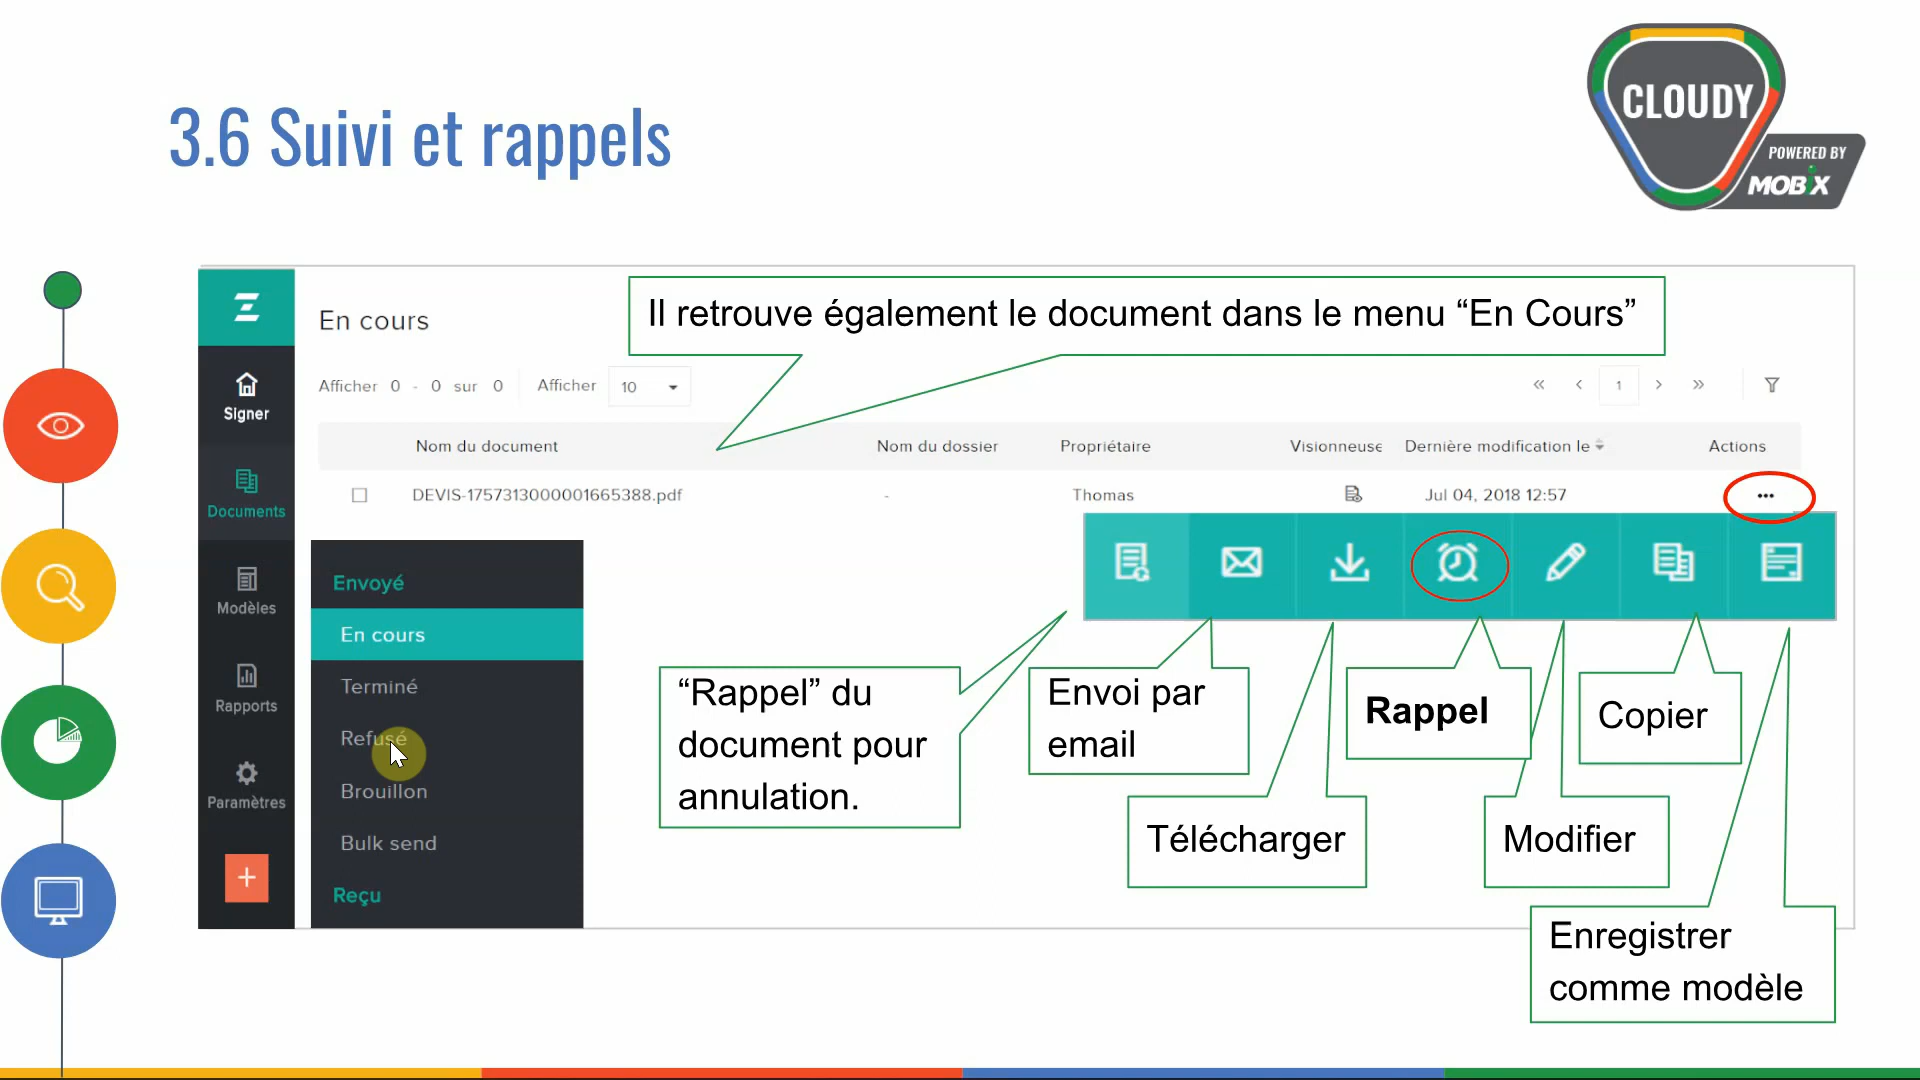 3.6 Suivi et rappels
CLOUDY
POWERED BY
MOBIX
En cours
Il retrouve également le document dans le menu “En Cours”
Afficher 0 - 0 sur 0 Afficher 10
« ‹ 1 › »
Nom du document Nom du dossier Propriétaire Visionneuse Dernière modification le Actions
DEVIS-1757313000001665388.pdf - Thomas Jul 04, 2018 12:57 •••
Signer
Documents
Modèles
Rapports
Paramètres
+
Envoyé
En cours
Terminé
Refusé
Brouillon
Bulk send
Reçu
“Rappel” du
document pour
annulation.
Envoi par
email
Télécharger
Rappel
Modifier
Copier
Enregistrer
comme modèle